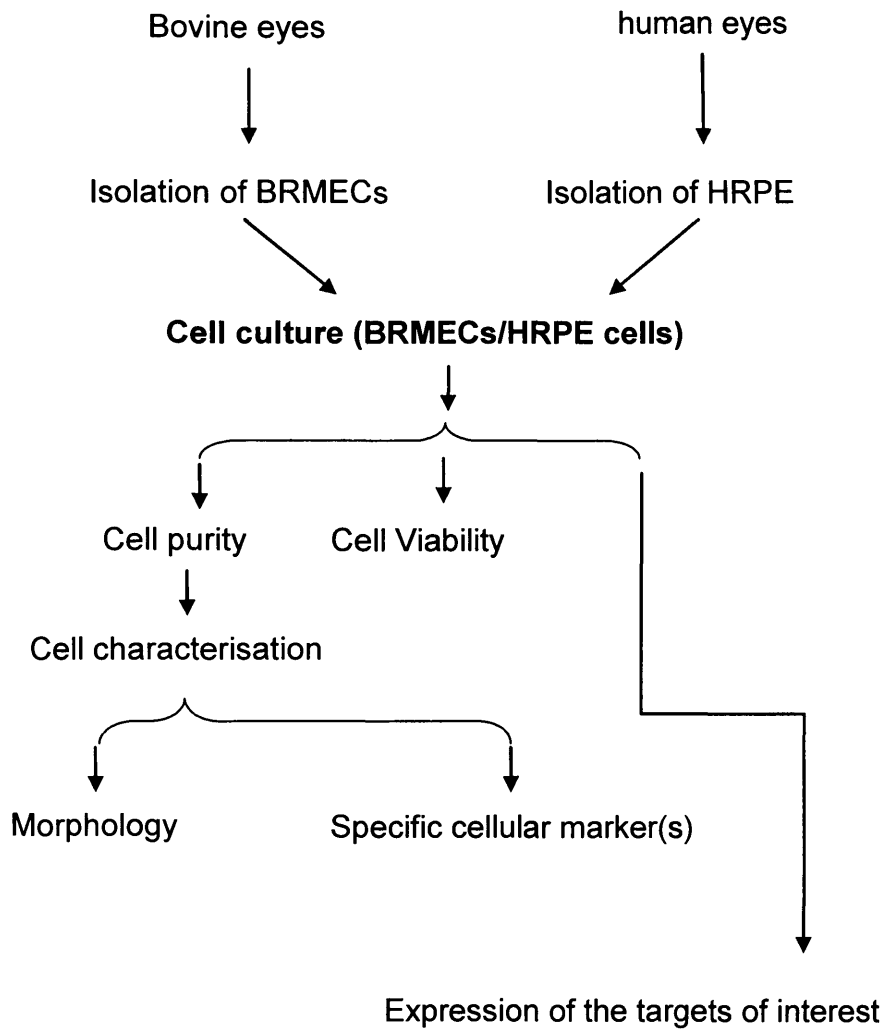 Bovine eyes
human eyes
Isolation of BRMECs
Isolation of HRPE
Cell culture (BRMECs/HRPE cells)
Cell purity
Cell Viability
Cell characterisation
Morphology
Specific cellular marker(s)
Expression of the targets of interest